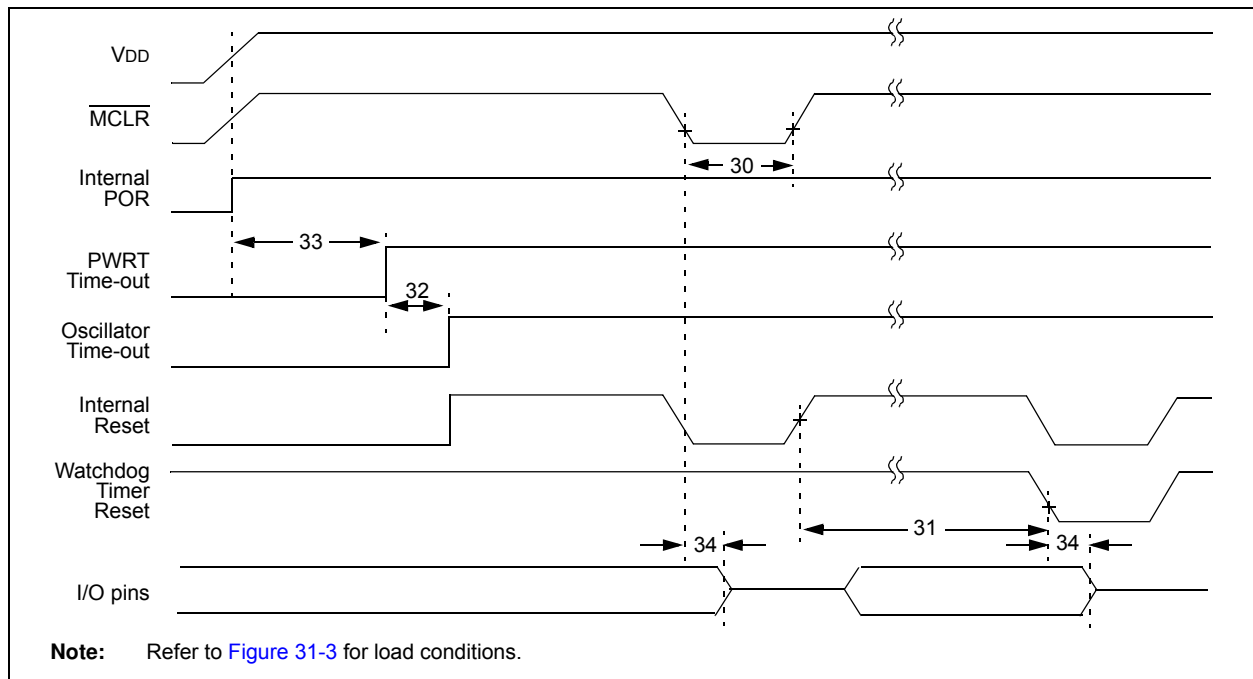 VDD
MCLR
30
Internal
POR
33
PWRT
Time-out
32
Oscillator
Time-out
Internal
Reset
Watchdog
Timer
Reset
31
34
34
I/O pins
Note: Refer to Figure 31-3 for load conditions.